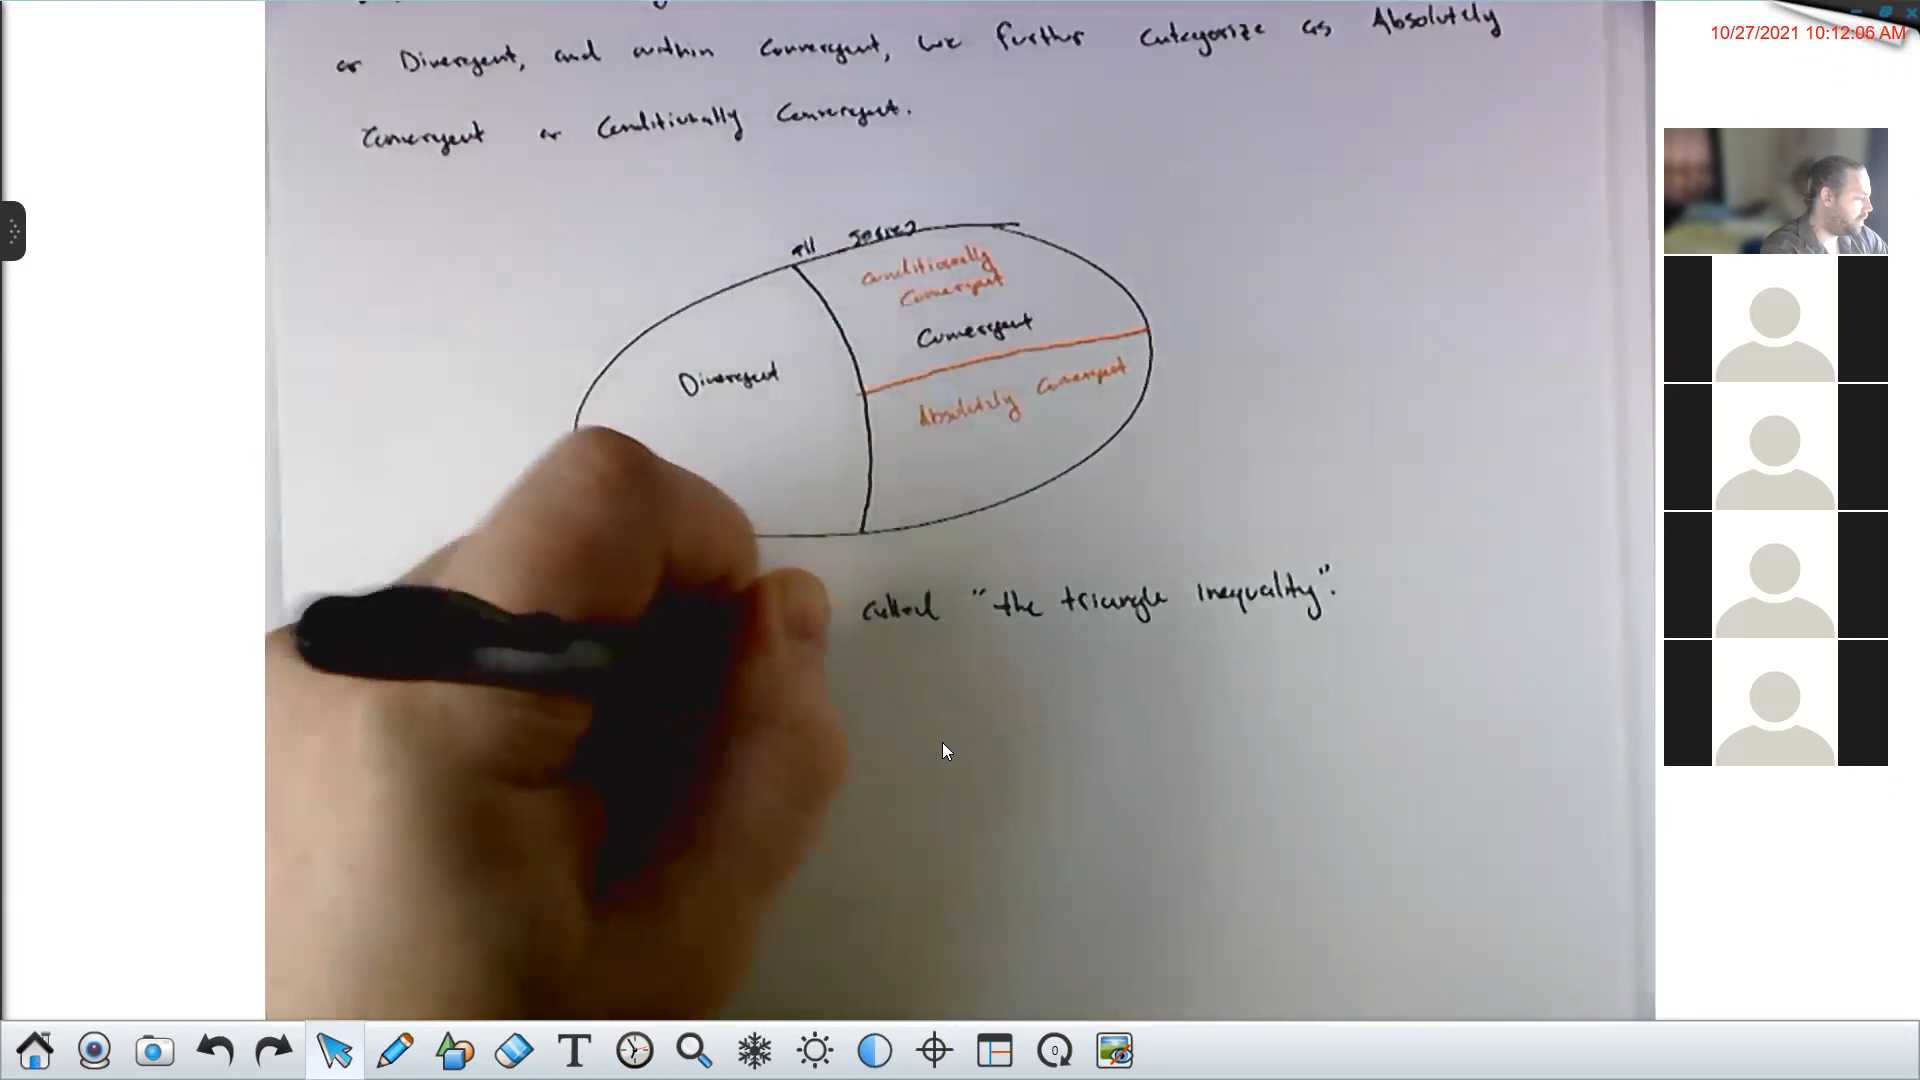 10/27/2021 10:12:06 AM
or Divergent, and within Convergent, we further Categorize as Absolutely
Convergent or Conditionally Convergent.
all series
Conditionally
Convergent
Convergent
Divergent
Absolutely Convergent
called "the triangle inequality".
0